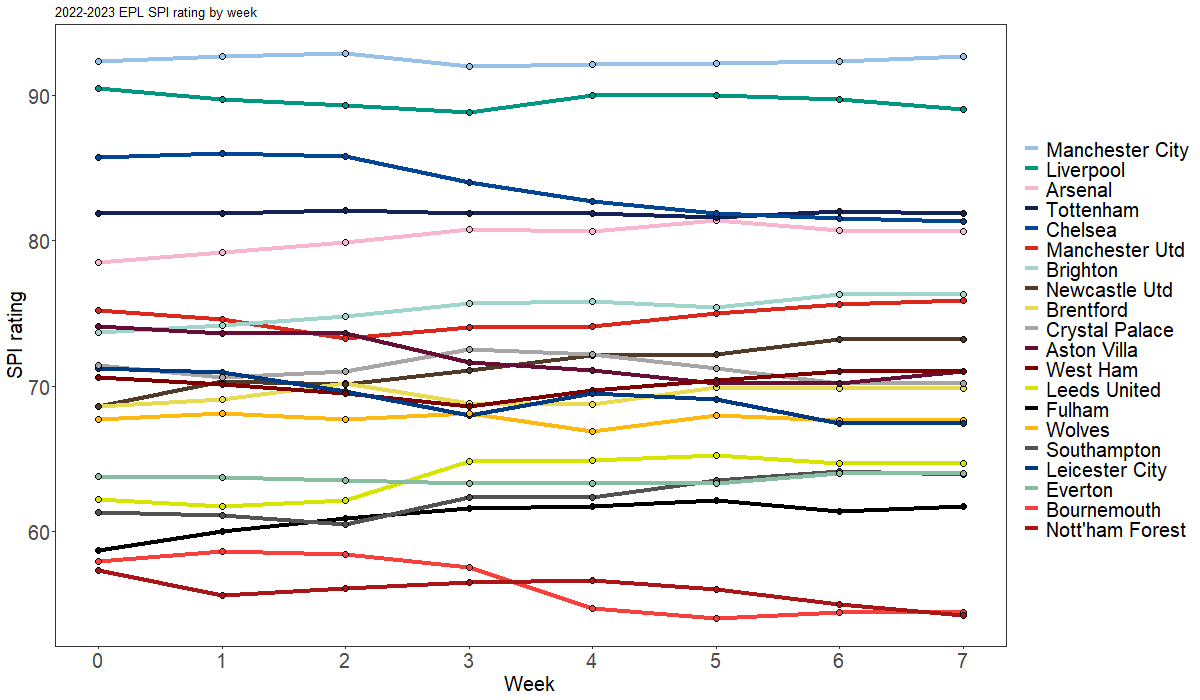 2022-2023 EPL SPI rating by week
SPI rating
90
80
70
60
0 1 2 3 4 5 6 7
Week
Manchester City
Liverpool
Arsenal
Tottenham
Chelsea
Manchester Utd
Brighton
Newcastle Utd
Brentford
Crystal Palace
Aston Villa
West Ham
Leeds United
Fulham
Wolves
Southampton
Leicester City
Everton
Bournemouth
Nott'ham Forest